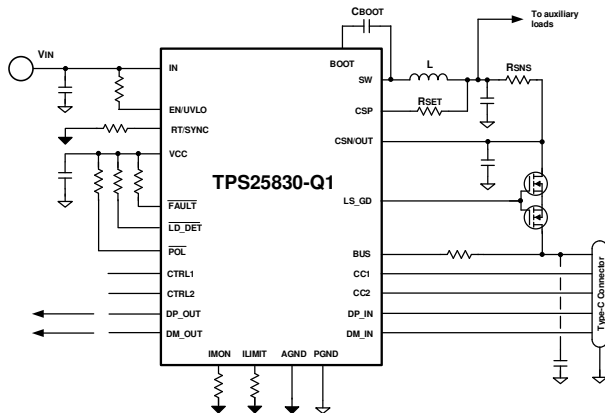 CBOOT
To auxiliary
loads
VIN
BOOT
IN
SW
L
RSNS
EN/UVLO
CSP
RSET
RT/SYNC
CSN/OUT
VCC
TPS25830-Q1
FAULT
LS_GD
LD_DET
POL
BUS
CTRL1
CC1
CTRL2
CC2
DP_OUT
DP_IN
DM_OUT
DM_IN
IMON
ILIMIT
AGND
PGND
Type-C Connector